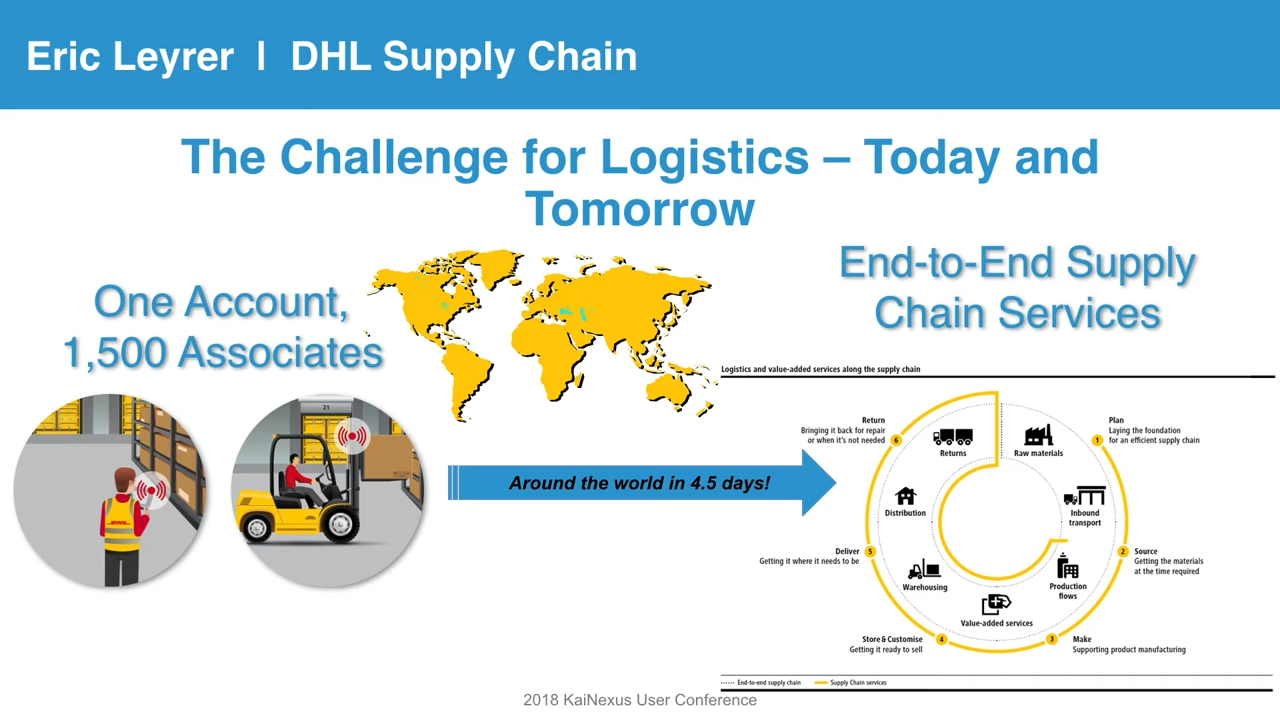 Eric Leyrer | DHL Supply Chain
The Challenge for Logistics – Today and
Tomorrow
One Account,
1,500 Associates
End-to-End Supply
Chain Services
21
DHL
Around the world in 4.5 days!
Logistics and value-added services along the supply chain
Return
Bringing it back for repair
or when it's not needed
6
Returns
Raw materials
Plan
Laying the foundation
for an efficient supply chain
1
Distribution
Inbound
transport
Deliver
Getting it where it needs to be
5
2
Source
Getting the materials
at the time required
Warehousing
Production
flows
Value-added services
Store & Customise
Getting it ready to sell
4
3
Make
Supporting product manufacturing
End-to-end supply chain
Supply Chain services
2018 KaiNexus User Conference